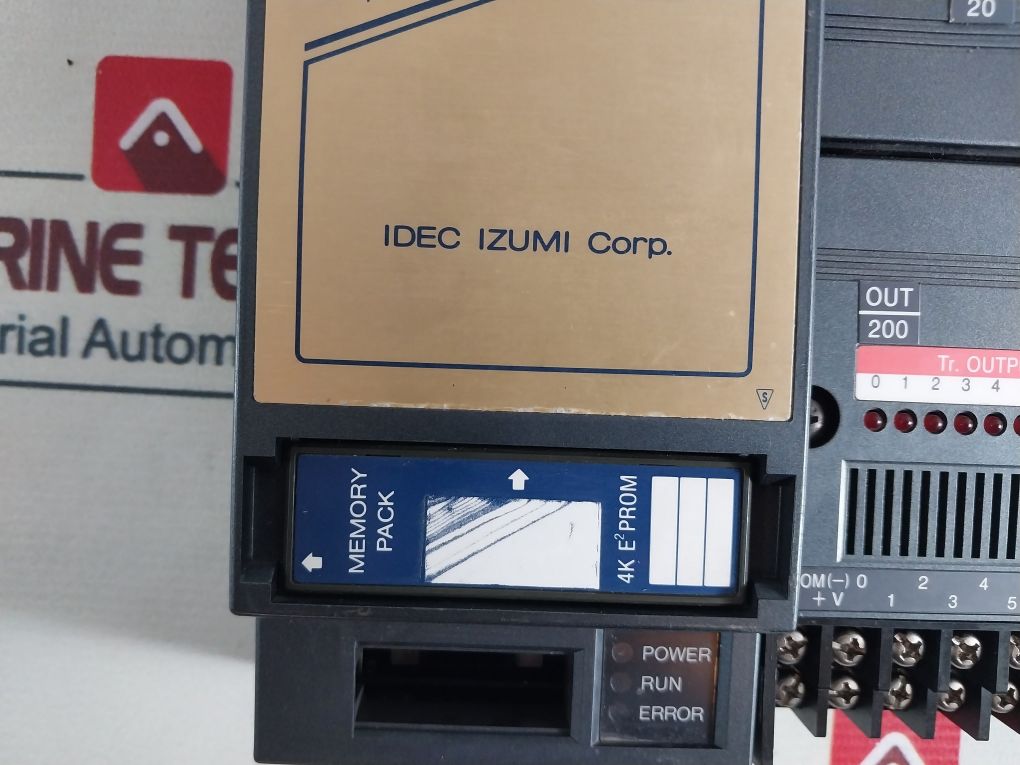 20
RINE TE
rial Autom
IDEC IZUMI Corp.
S
OUT
200
Tr. OUTP
0 1 2 3 4
MEMORY
PACK
4K E²PROM
OM(–) 0 2 4
+V 1 3 5
POWER
RUN
ERROR